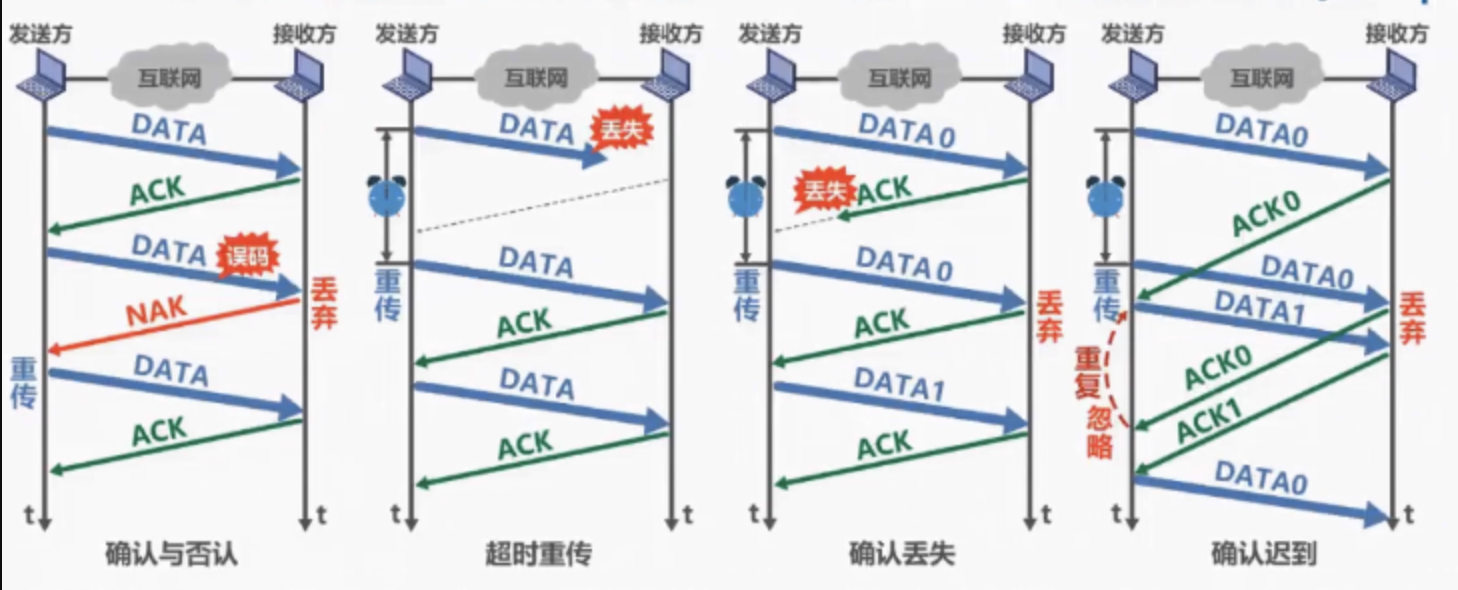 发送方
接收方
互联网
DATA
ACK
DATA
误码
NAK
丢弃
重传
DATA
ACK
t
t
确认与否认
发送方
接收方
互联网
DATA
丢失
重传
DATA
ACK
DATA
ACK
t
t
超时重传
发送方
接收方
互联网
DATA0
丢失
ACK
重传
DATA0
丢弃
ACK
DATA1
ACK
t
t
确认丢失
发送方
接收方
互联网
DATA0
ACK0
重传
DATA0
DATA1
丢弃
重复
忽略
ACK0
ACK1
DATA0
t
t
确认迟到